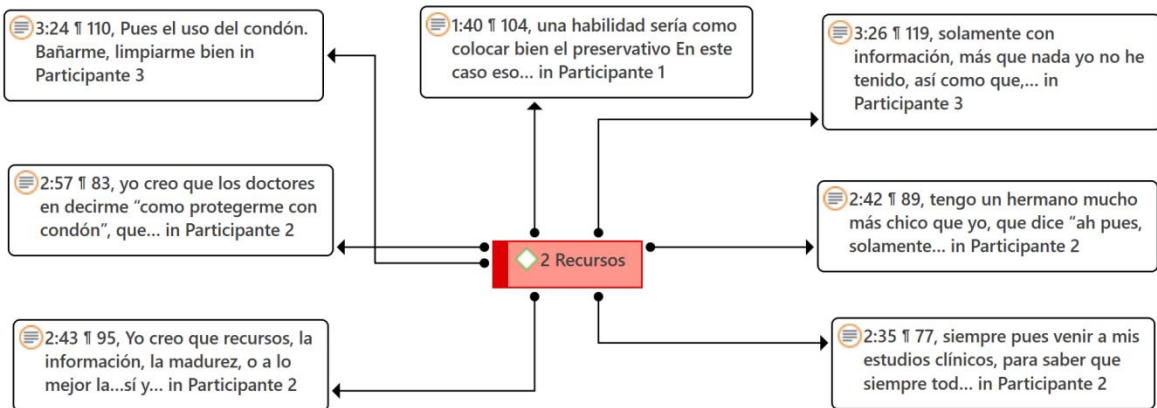 3:24 ¶ 110, Pues el uso del condón.
Bañarme, limpiarme bien in
Participante 3
1:40 ¶ 104, una habilidad sería como
colocar bien el preservativo En este
caso eso... in Participante 1
3:26 ¶ 119, solamente con
información, más que nada yo no he
tenido, así como que,... in
Participante 3
2:57 ¶ 83, yo creo que los doctores
en decirme “como protegerme con
condón”, que... in Participante 2
2:42 ¶ 89, tengo un hermano mucho
más chico que yo, que dice “ah pues,
solamente... in Participante 2
2 Recursos
2:43 ¶ 95, Yo creo que recursos, la
información, la madurez, o a lo
mejor la...sí y... in Participante 2
2:35 ¶ 77, siempre pues venir a mis
estudios clínicos, para saber que
siempre tod... in Participante 2